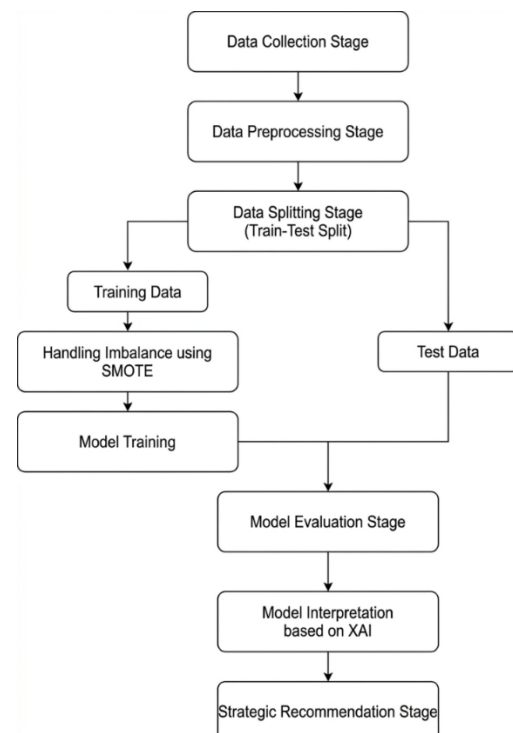 Data Collection Stage
Data Preprocessing Stage
Data Splitting Stage
(Train-Test Split)
Training Data
Handling Imbalance using
SMOTE
Test Data
Model Training
Model Evaluation Stage
Model Interpretation
based on XAI
Strategic Recommendation Stage